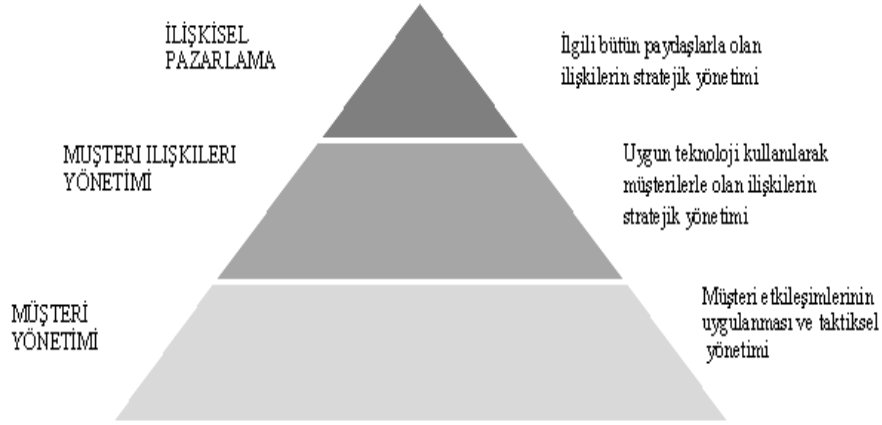 İLİŞKİSEL
PAZARLAMA
İlgili bütün paydaşlarla olan
ilişkilerin stratejik yönetimi
MUŞTERI ILIŞKILERI
YÖNETİMİ
Uygun teknoloji kullanılarak
müşterilerle olan ilişkilerin
stratejik yönetimi
MÜŞTERİ
YÖNETİMİ
Müşteri etkileşimlerinin
uygulanması ve taktiksel
yönetimi